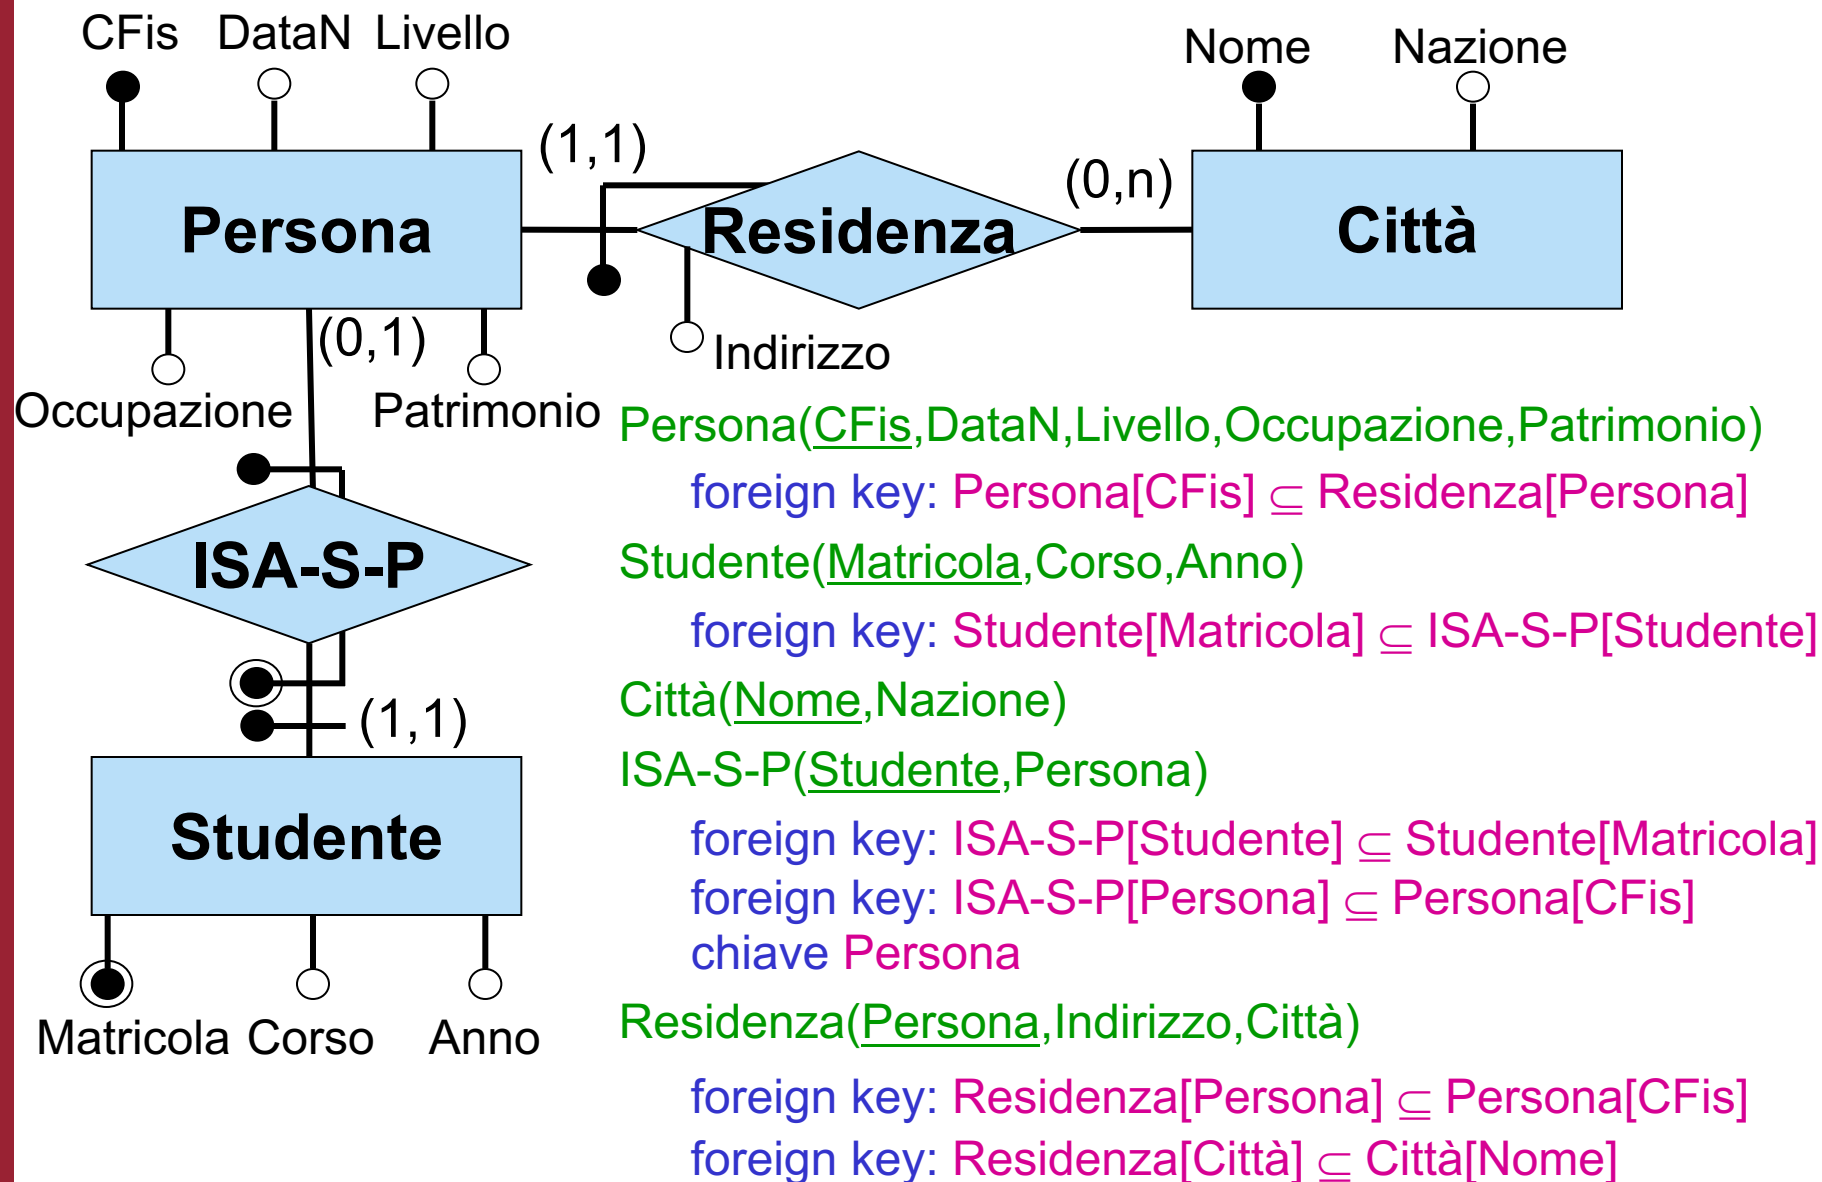 CFis DataN Livello
Nome Nazione
(1,1)
(0,n)
Persona
Residenza
Città
(0,1)
Indirizzo
Occupazione Patrimonio
Persona(CFis,DataN,Livello,Occupazione,Patrimonio)
foreign key: Persona[CFis] ⊆ Residenza[Persona]
ISA-S-P
Studente(Matricola,Corso,Anno)
foreign key: Studente[Matricola] ⊆ ISA-S-P[Studente]
Città(Nome,Nazione)
(1,1)
ISA-S-P(Studente,Persona)
Studente
foreign key: ISA-S-P[Studente] ⊆ Studente[Matricola]
foreign key: ISA-S-P[Persona] ⊆ Persona[CFis]
chiave Persona
Matricola Corso Anno
Residenza(Persona,Indirizzo,Città)
foreign key: Residenza[Persona] ⊆ Persona[CFis]
foreign key: Residenza[Città] ⊆ Città[Nome]